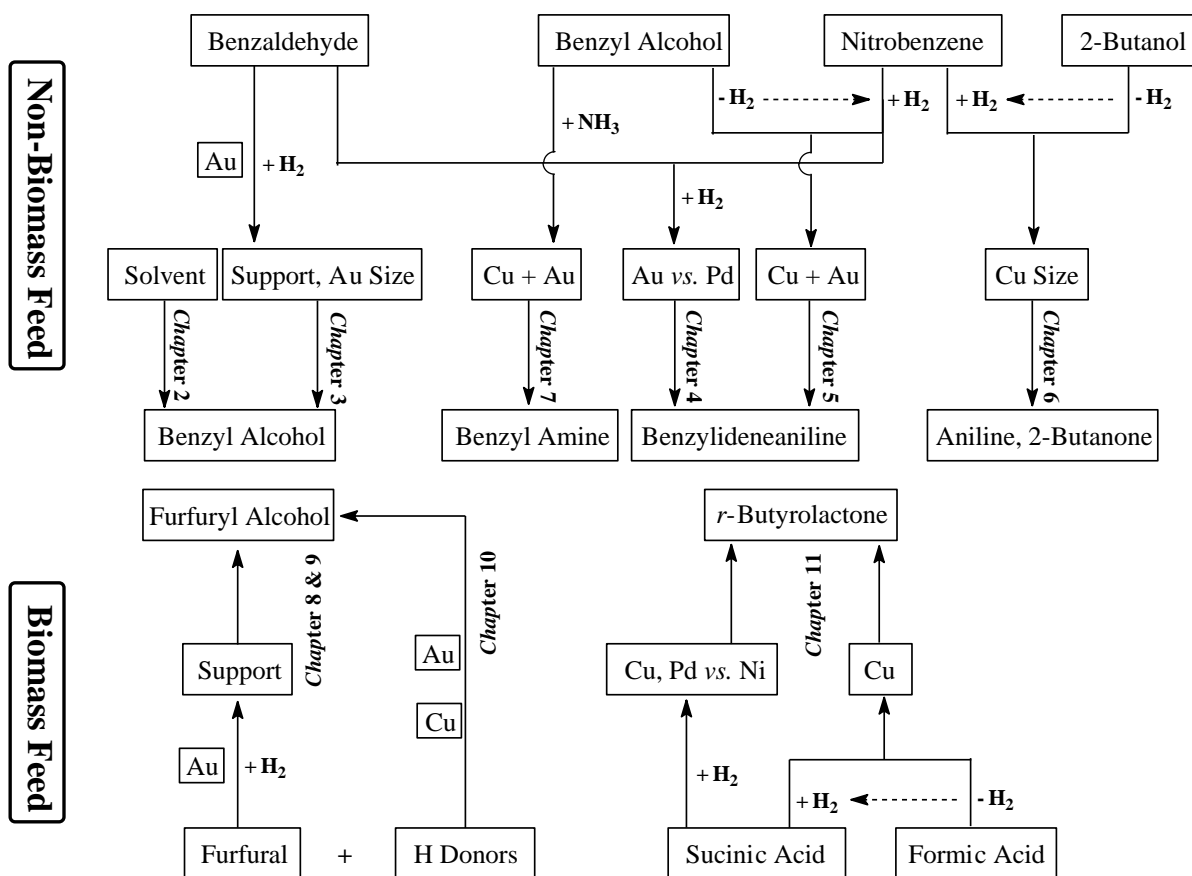 Non-Biomass Feed
Benzaldehyde
Benzyl Alcohol
Nitrobenzene
2-Butanol
- H2
+ H2
+ H2
- H2
+ NH3
Au
+ H2
+ H2
Solvent
Support, Au Size
Cu + Au
Au vs. Pd
Cu + Au
Cu Size
Chapter 2
Chapter 3
Chapter 7
Chapter 4
Chapter 5
Chapter 6
Benzyl Alcohol
Benzyl Amine
Benzylideneaniline
Aniline, 2-Butanone
Biomass Feed
Furfuryl Alcohol
r-Butyrolactone
Chapter 8 & 9
Chapter 10
Chapter 11
Support
Au
Cu, Pd vs. Ni
Cu
Cu
Au
+ H2
+ H2
+ H2
- H2
Furfural
+
H Donors
Sucinic Acid
Formic Acid